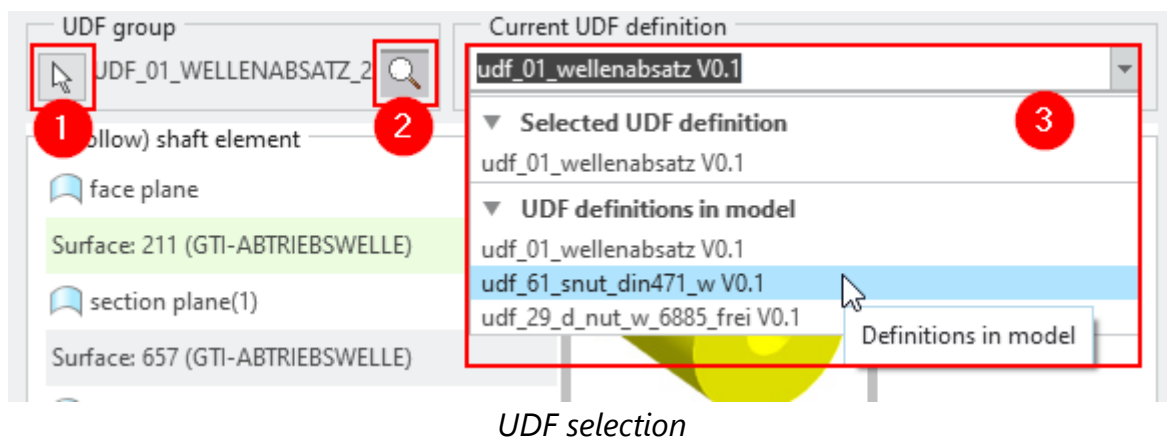 UDF group
Current UDF definition
UDF_01_WELLENABSATZ_2
udf_01_wellenabsatz V0.1
1
2
3
ollow) shaft element
Selected UDF definition
udf_01_wellenabsatz V0.1
face plane
UDF definitions in model
Surface: 211 (GTI-ABTRIEBSWELLE)
udf_01_wellenabsatz V0.1
udf_61_snut_din471_w V0.1
section plane(1)
udf_29_d_nut_w_6885_frei V0.1
Definitions in model
Surface: 657 (GTI-ABTRIEBSWELLE)
UDF selection